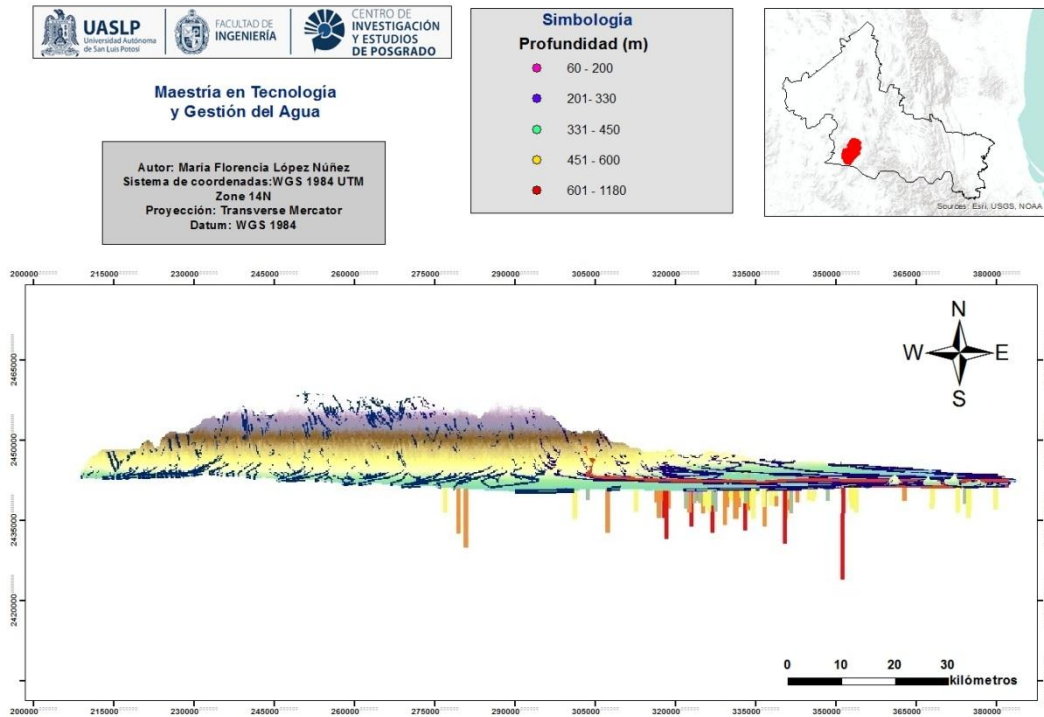 UASLP
Universidad Autónoma
de San Luis Potosí
FACULTAD DE
INGENIERÍA
CENTRO DE
INVESTIGACIÓN
Y ESTUDIOS
DE POSGRADO
Maestría en Tecnología
y Gestión del Agua
Autor: María Florencia López Núñez
Sistema de coordenadas:WGS 1984 UTM
Zone 14N
Proyección: Transverse Mercator
Datum: WGS 1984
Simbología
Profundidad (m)
60 - 200
201- 330
331 - 450
451 - 600
601 - 1180
Sources: Esri, USGS, NOAA
200000 215000 230000 245000 260000 275000 290000 305000 320000 335000 350000 365000 380000
2465000
2450000
2435000
2420000
N
W E
S
0 10 20 30
kilómetros
200000 215000 230000 245000 260000 275000 290000 305000 320000 335000 350000 365000 380000